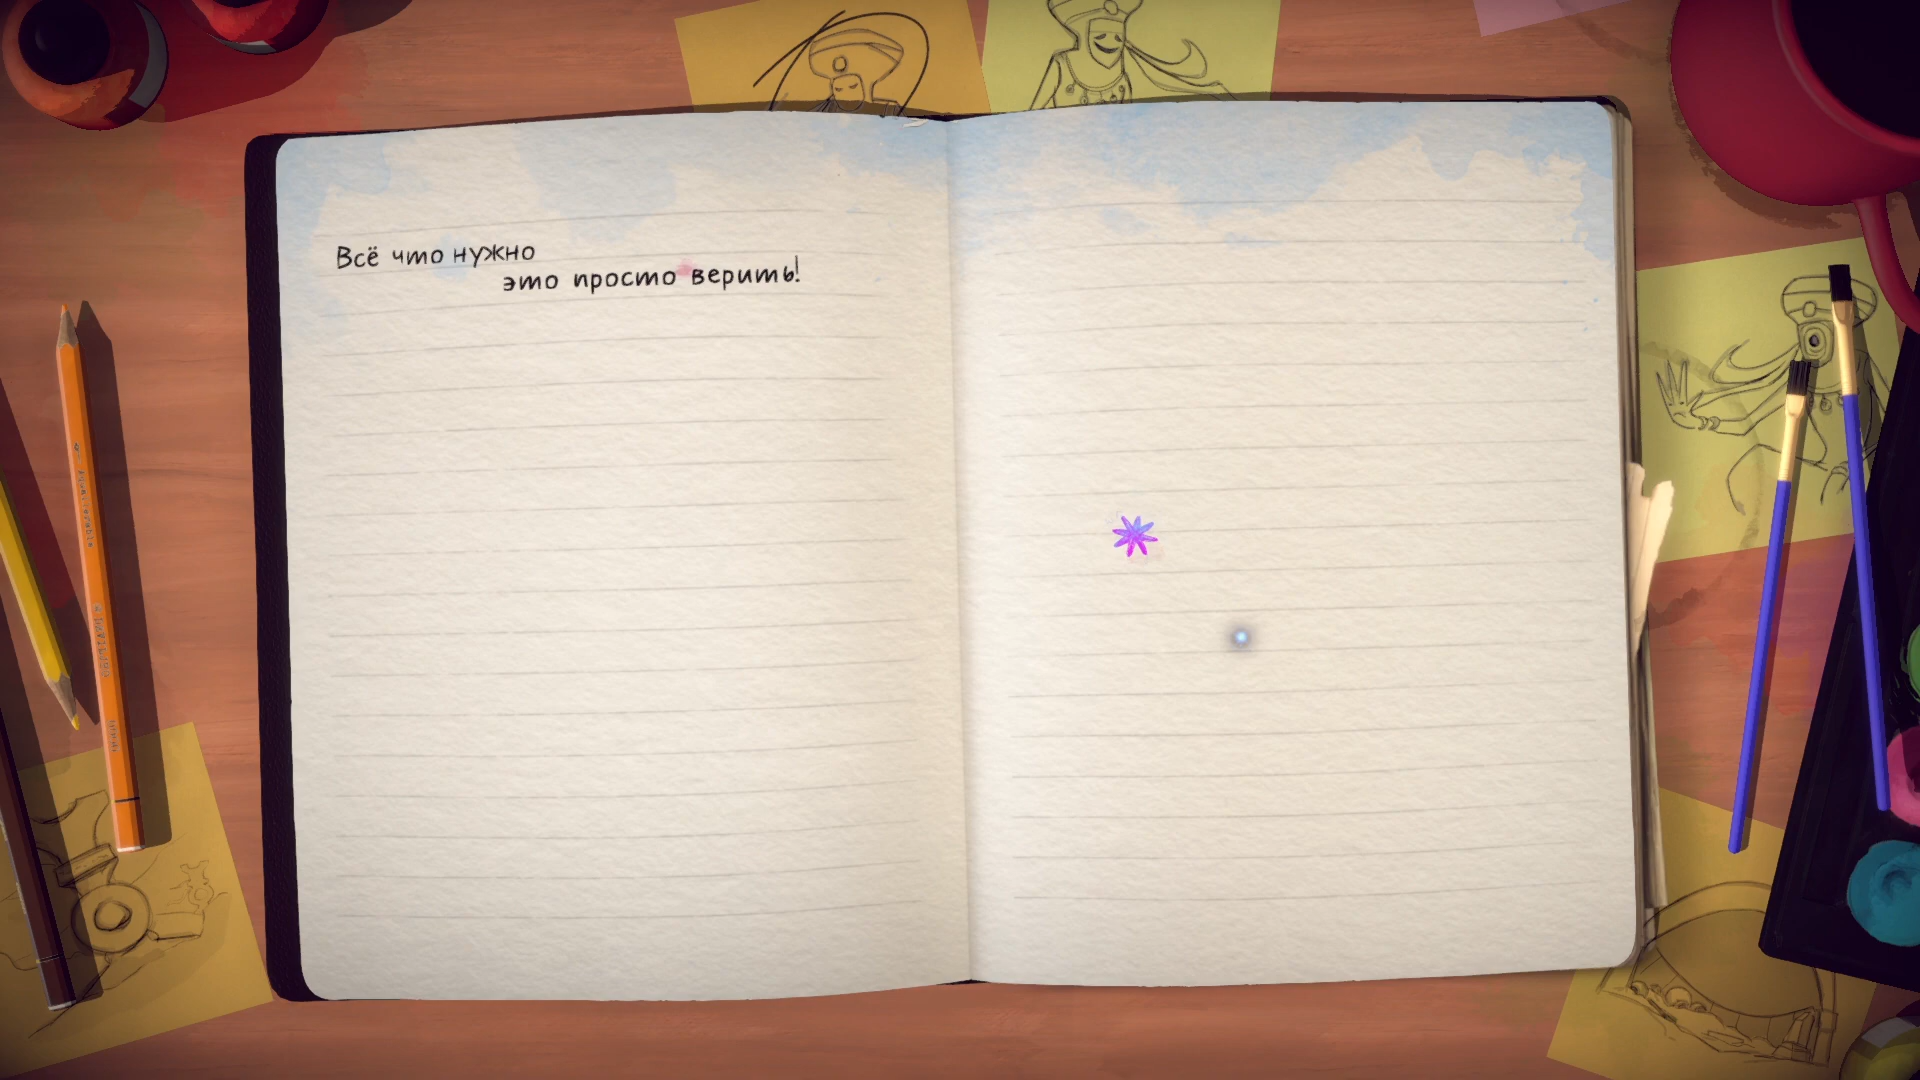 Всё что нужно
это просто верить!